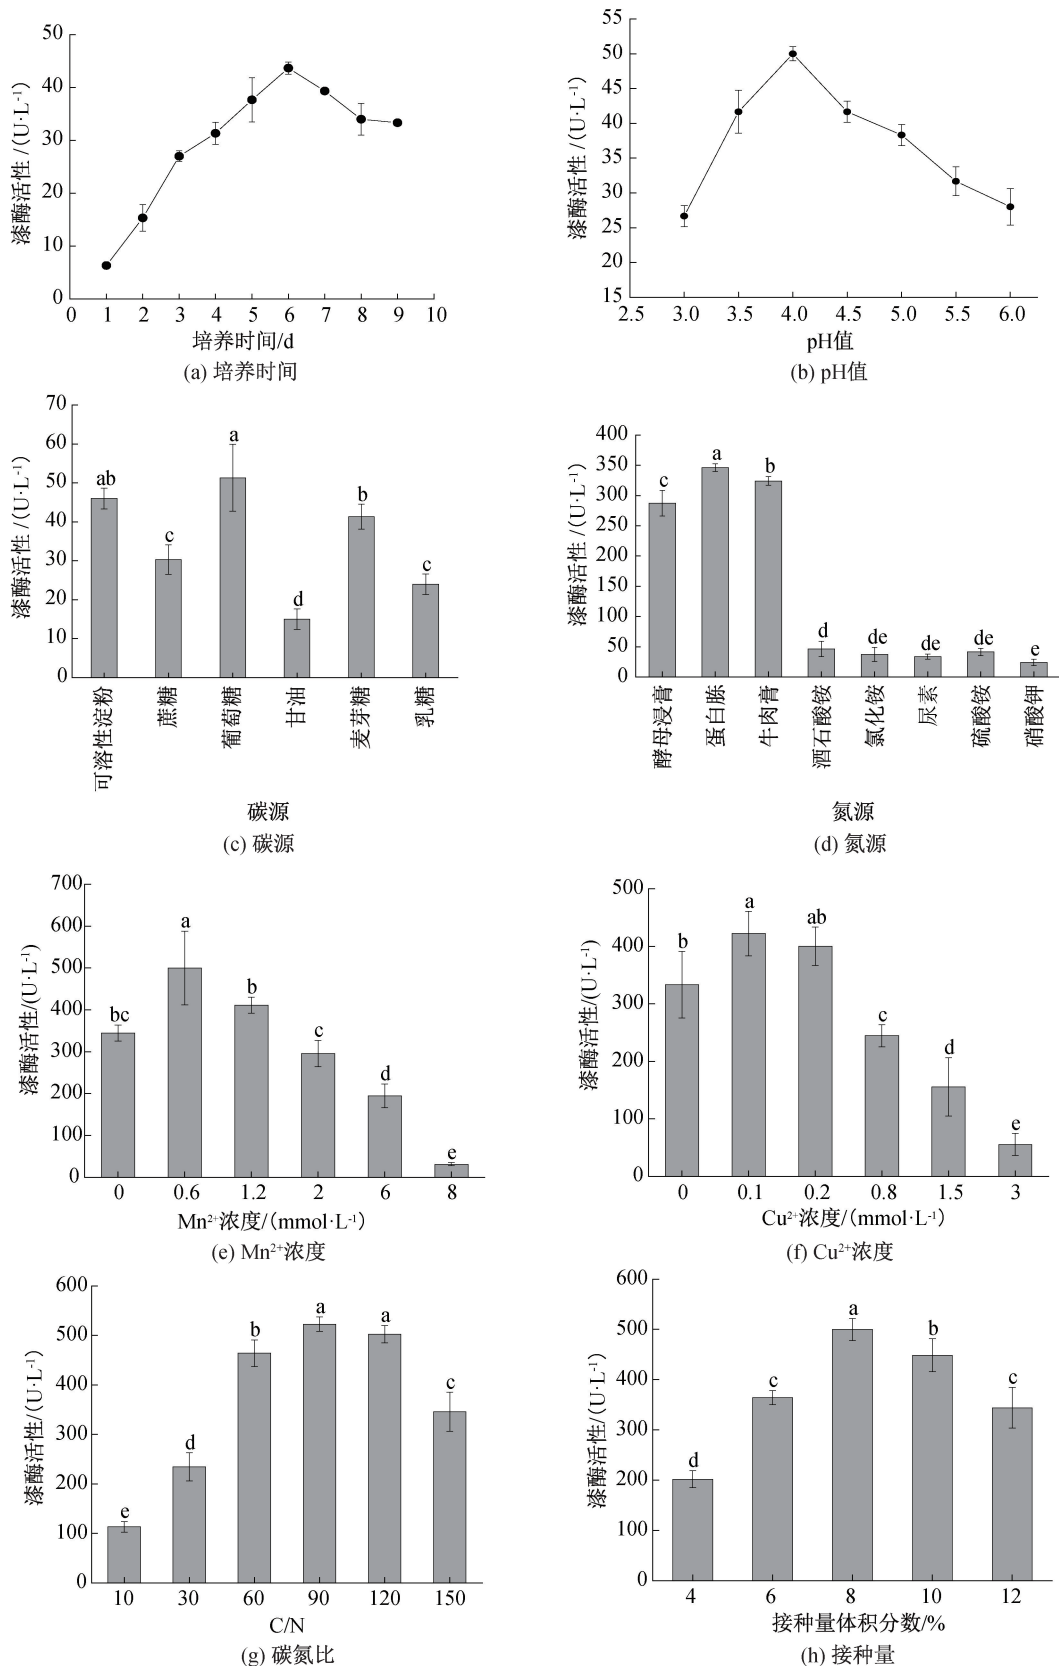 漆酶活性/(U·L⁻¹)
50
40
30
20
10
0
0 1 2 3 4 5 6 7 8 9 10
培养时间/d
(a) 培养时间
漆酶活性/(U·L⁻¹)
55
50
45
40
35
30
25
20
15
2.5 3.0 3.5 4.0 4.5 5.0 5.5 6.0
pH值
(b) pH值
漆酶活性/(U·L⁻¹)
70
60
50
40
30
20
10
0
ab c a d b c
可溶性淀粉 蔗糖 葡萄糖 甘油 麦芽糖 乳糖
碳源
(c) 碳源
漆酶活性/(U·L⁻¹)
400
350
300
250
200
150
100
50
0
c a b d de de de e
酵母浸膏 蛋白胨 牛肉膏 酒石酸铵 氯化铵 尿素 硫酸铵 硝酸钾
氮源
(d) 氮源
漆酶活性/(U·L⁻¹)
700
600
500
400
300
200
100
0
bc a b c d e
0 0.6 1.2 2 6 8
Mn²⁺浓度/(mmol·L⁻¹)
(e) Mn²⁺浓度
漆酶活性/(U·L⁻¹)
500
400
300
200
100
0
b a ab c d e
0 0.1 0.2 0.8 1.5 3
Cu²⁺浓度/(mmol·L⁻¹)
(f) Cu²⁺浓度
漆酶活性/(U·L⁻¹)
600
500
400
300
200
100
0
e d b a a c
10 30 60 90 120 150
C/N
(g) 碳氮比
漆酶活性/(U·L⁻¹)
600
500
400
300
200
100
0
d c a b c
4 6 8 10 12
接种量体积分数/%
(h) 接种量